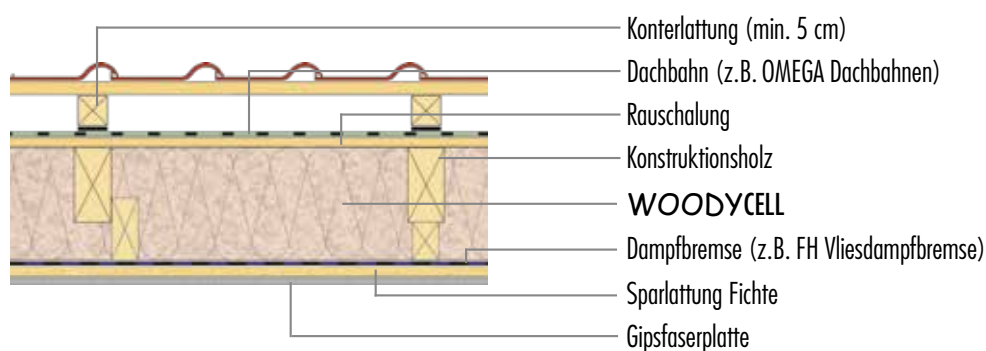 Konterlattung (min. 5 cm)
Dachbahn (z.B. OMEGA Dachbahnen)
Rauschalung
Konstruktionsholz
WOODYCELL
Dampfbremse (z.B. FH Vliesdampfbremse)
Sparlattung Fichte
Gipsfaserplatte